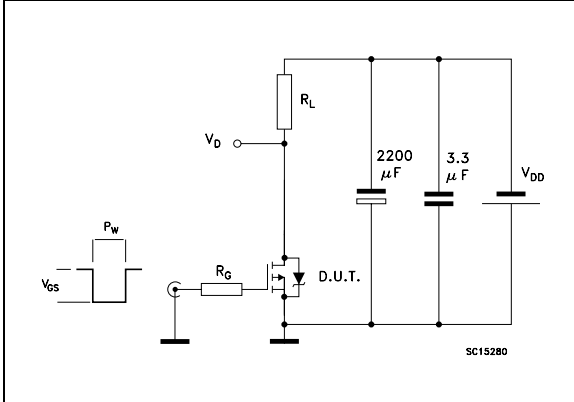 R_L
V_D
2200
µF
3.3
µF
V_DD
P_W
V_GS
R_G
D.U.T.
SC15280